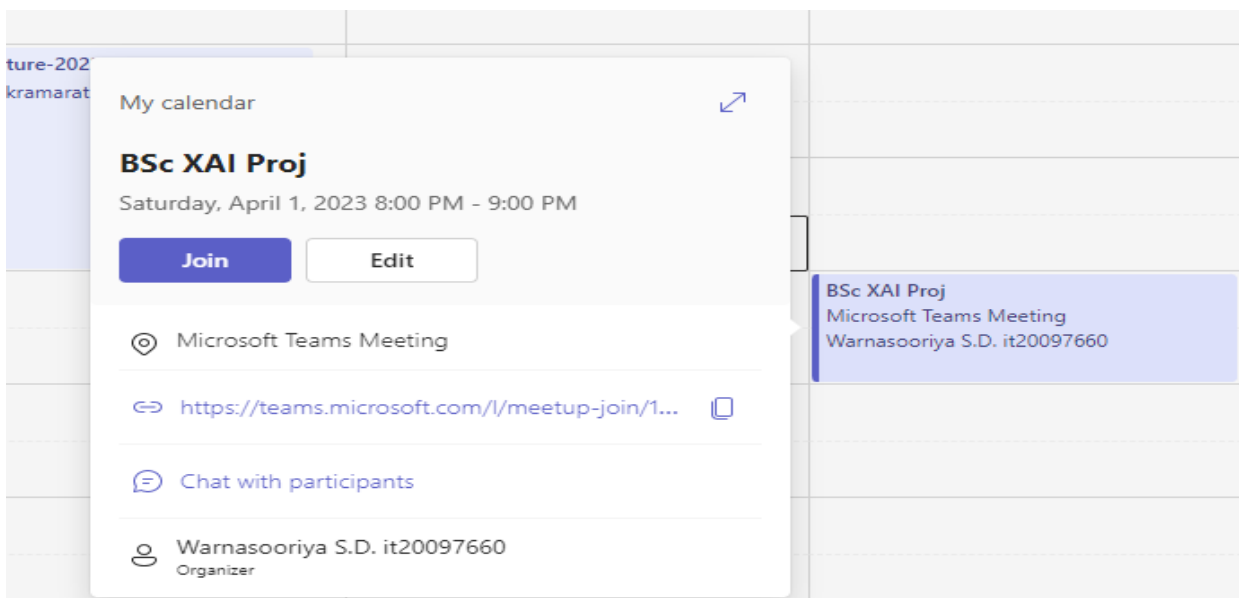 ture-202
kramarat
My calendar
BSc XAI Proj
Saturday, April 1, 2023 8:00 PM - 9:00 PM
Join
Edit
Microsoft Teams Meeting
https://teams.microsoft.com/l/meetup-join/1...
Chat with participants
Warnasooriya S.D. it20097660
Organizer
BSc XAI Proj
Microsoft Teams Meeting
Warnasooriya S.D. it20097660